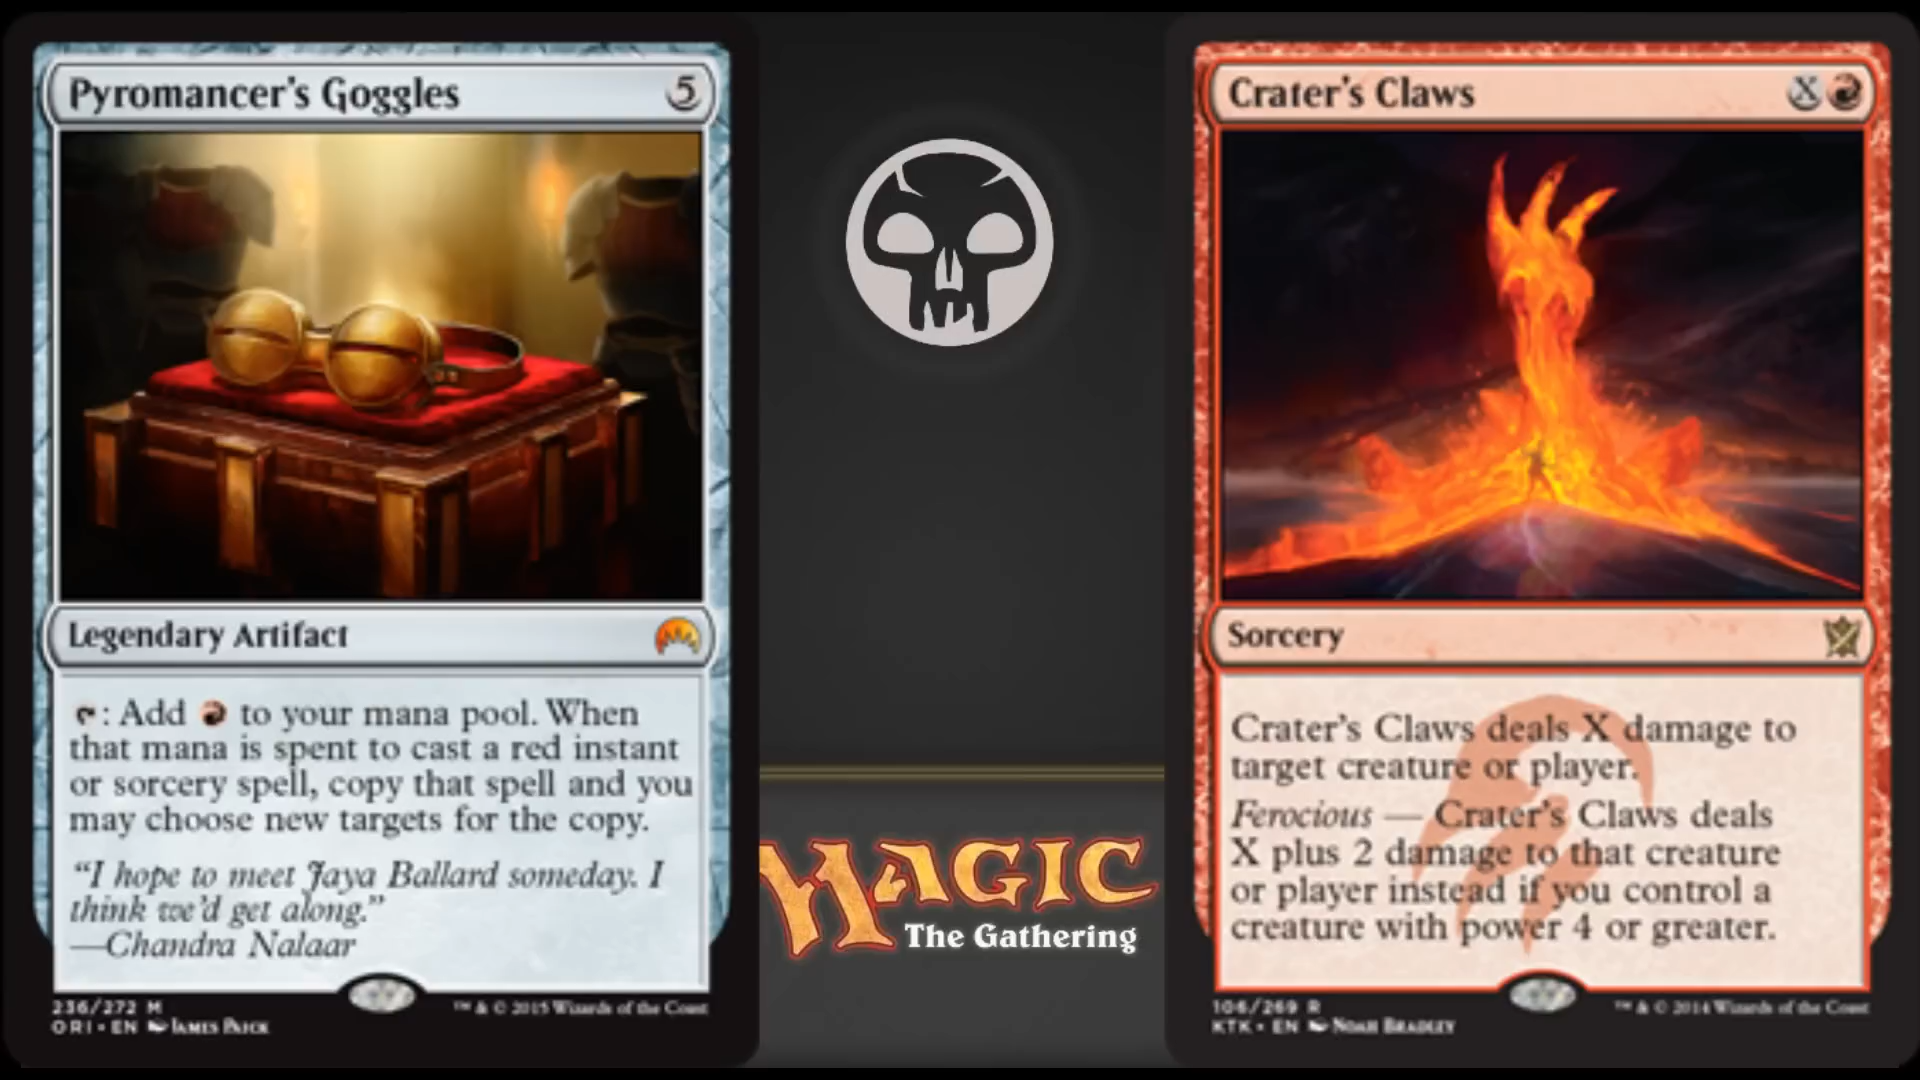 Pyromancer's Goggles 5
Legendary Artifact
: Add to your mana pool. When
that mana is spent to cast a red instant
or sorcery spell, copy that spell and you
may choose new targets for the copy.
"I hope to meet Jaya Ballard someday. I
think we'd get along."
—Chandra Nalaar
236/272 M
ORI • EN JAMES PAICK
™ & © 2015 Wizards of the Coast
MAGIC
The Gathering
Crater's Claws X
Sorcery
Crater's Claws deals X damage to
target creature or player.
Ferocious — Crater's Claws deals
X plus 2 damage to that creature
or player instead if you control a
creature with power 4 or greater.
106/269 R
KTK • EN NOAH BRADLEY
™ & © 2014 Wizards of the Coast